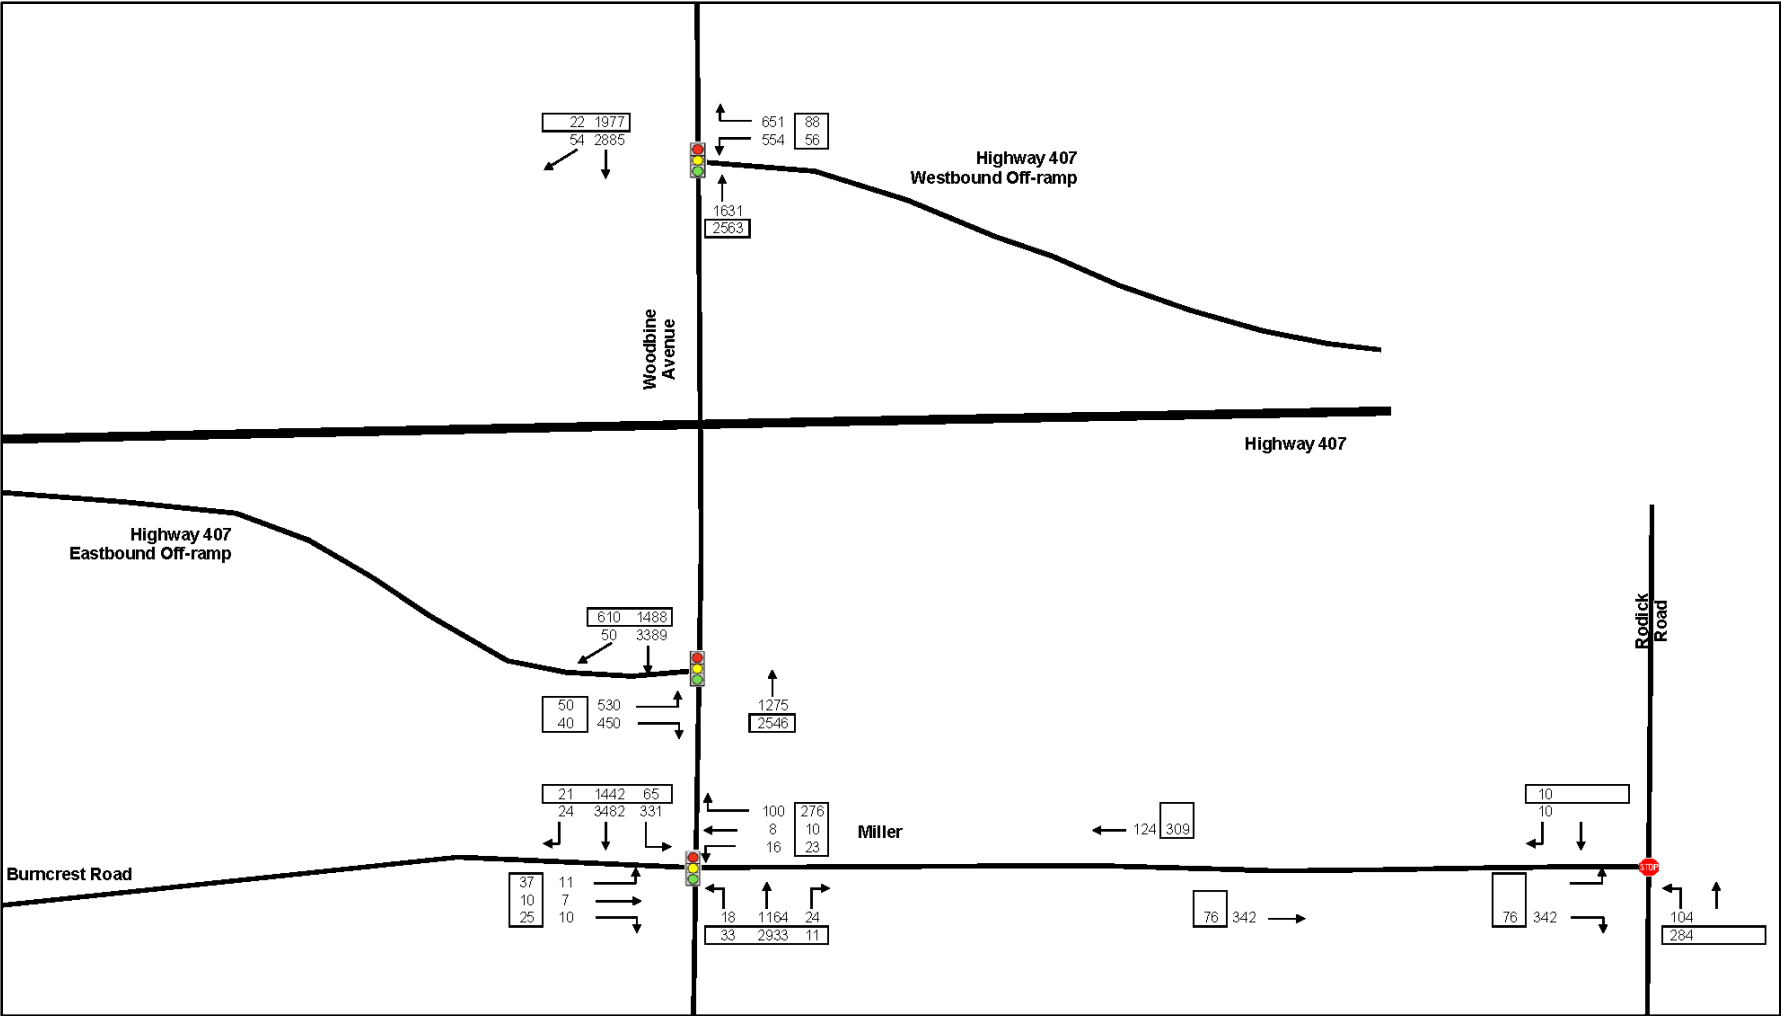 22 1977
54 2885
651 88
554 56
Highway 407
Westbound Off-ramp
1631
2563
Woodbine
Avenue
Highway 407
Highway 407
Eastbound Off-ramp
610 1488
50 3389
Rodick
Road
50 530
40 450
1275
2546
21 1442 65
24 3482 331
100 276
8 10
16 23
Miller
124 309
10
10
Burncrest Road
37 11
10 7
25 10
18 1164 24
33 2933 11
76 342
76 342
STOP
104
284